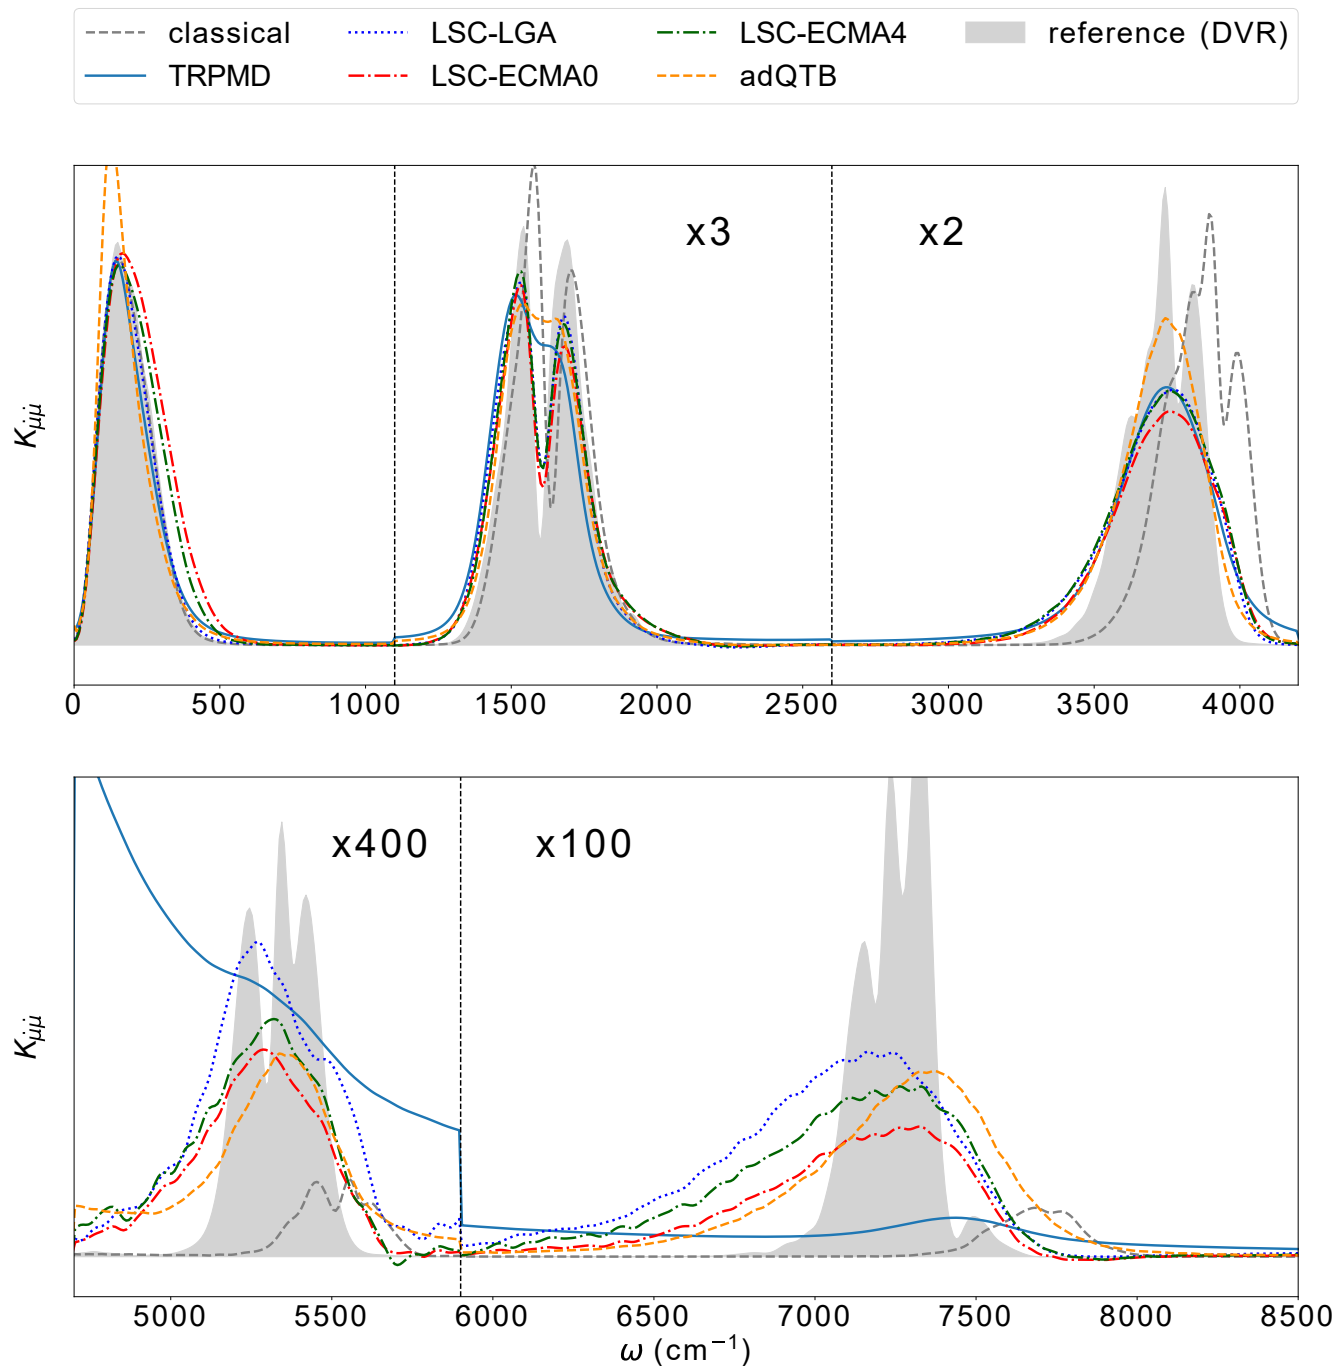 classical LSC-LGA LSC-ECMA4 reference (DVR)
TRPMD LSC-ECMA0 adQTB
x3 x2
K_{μ̇μ̇}
0 500 1000 1500 2000 2500 3000 3500 4000
x400 x100
K_{μ̇μ̇}
5000 5500 6000 6500 7000 7500 8000 8500
ω (cm⁻¹)